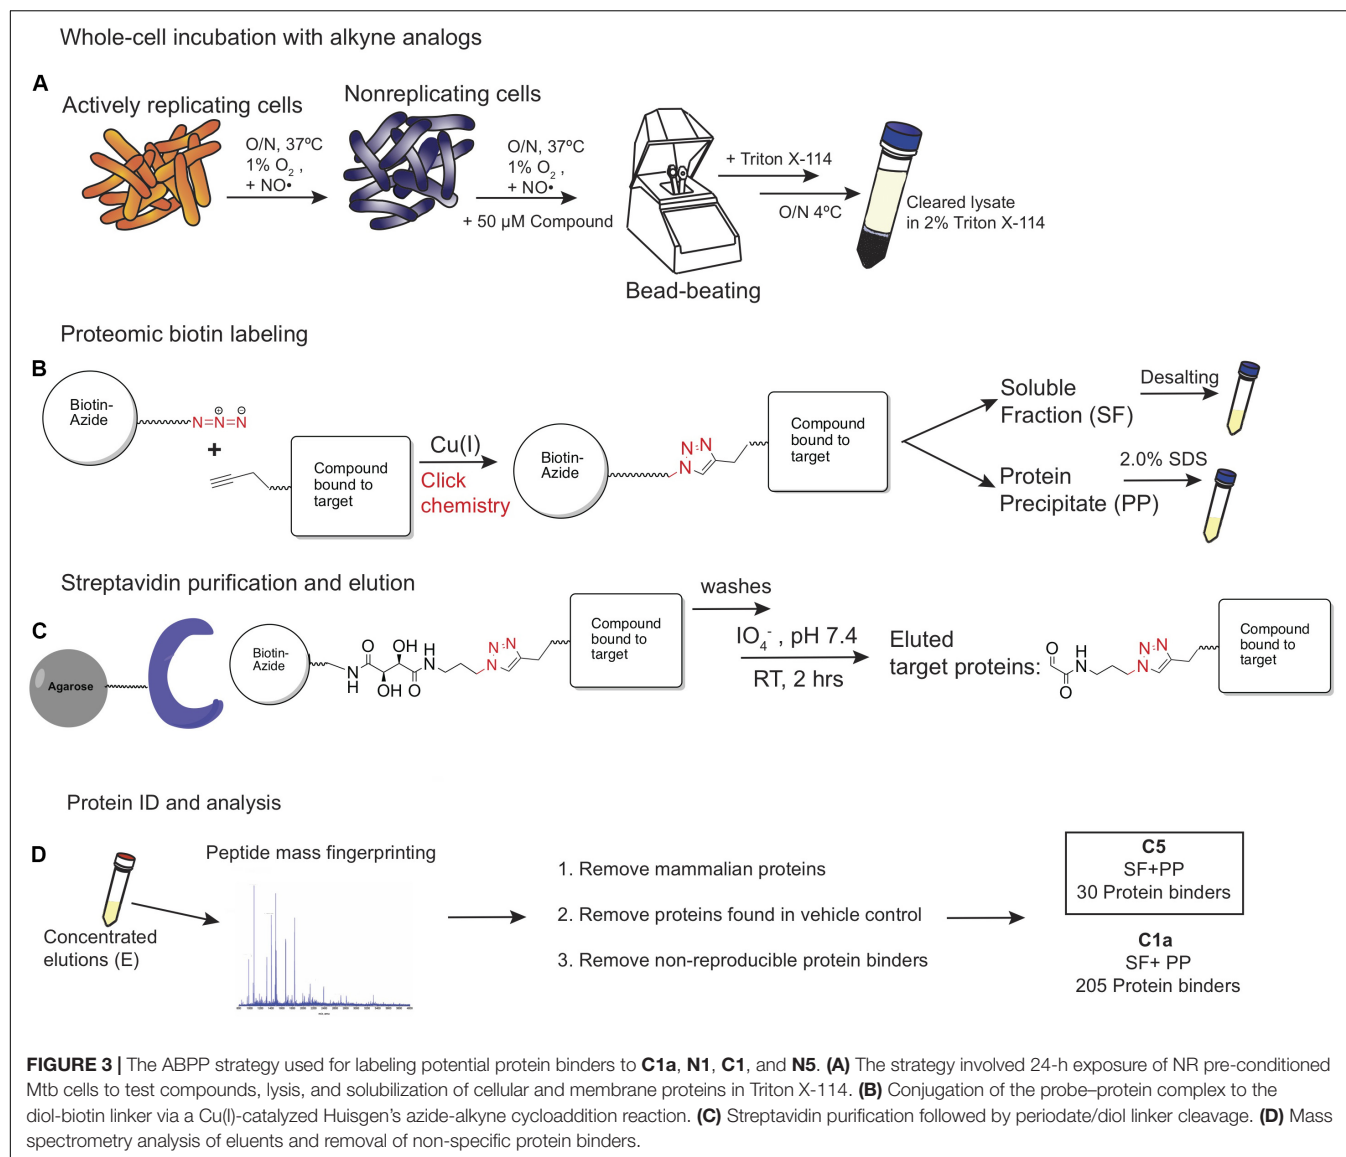 Whole-cell incubation with alkyne analogs
A
Actively replicating cells
O/N, 37ºC
1% O2 ,
+ NO•
Nonreplicating cells
O/N, 37ºC
1% O2 ,
+ NO•
+ 50 µM Compound
Bead-beating
+ Triton X-114
O/N 4ºC
Cleared lysate
in 2% Triton X-114
Proteomic biotin labeling
B
Biotin-
Azide
N=N=N
+
Compound
bound to
target
Cu(I)
Click
chemistry
Biotin-
Azide
N N
N
Compound
bound to
target
Soluble
Fraction (SF)
Desalting
Protein
Precipitate (PP)
2.0% SDS
Streptavidin purification and elution
C
Agarose
Biotin-
Azide
N
H
O
OH
OH
O
H
N
N N
N
Compound
bound to
target
washes
IO4- , pH 7.4
RT, 2 hrs
Eluted
target proteins:
O
H
N
O
N N
N
Compound
bound to
target
Protein ID and analysis
D
Concentrated
elutions (E)
Peptide mass fingerprinting
1. Remove mammalian proteins
2. Remove proteins found in vehicle control
3. Remove non-reproducible protein binders
C5
SF+PP
30 Protein binders
C1a
SF+ PP
205 Protein binders
FIGURE 3 | The ABPP strategy used for labeling potential protein binders to C1a, N1, C1, and N5. (A) The strategy involved 24-h exposure of NR pre-conditioned
Mtb cells to test compounds, lysis, and solubilization of cellular and membrane proteins in Triton X-114. (B) Conjugation of the probe–protein complex to the
diol-biotin linker via a Cu(I)-catalyzed Huisgen's azide-alkyne cycloaddition reaction. (C) Streptavidin purification followed by periodate/diol linker cleavage. (D) Mass
spectrometry analysis of eluents and removal of non-specific protein binders.